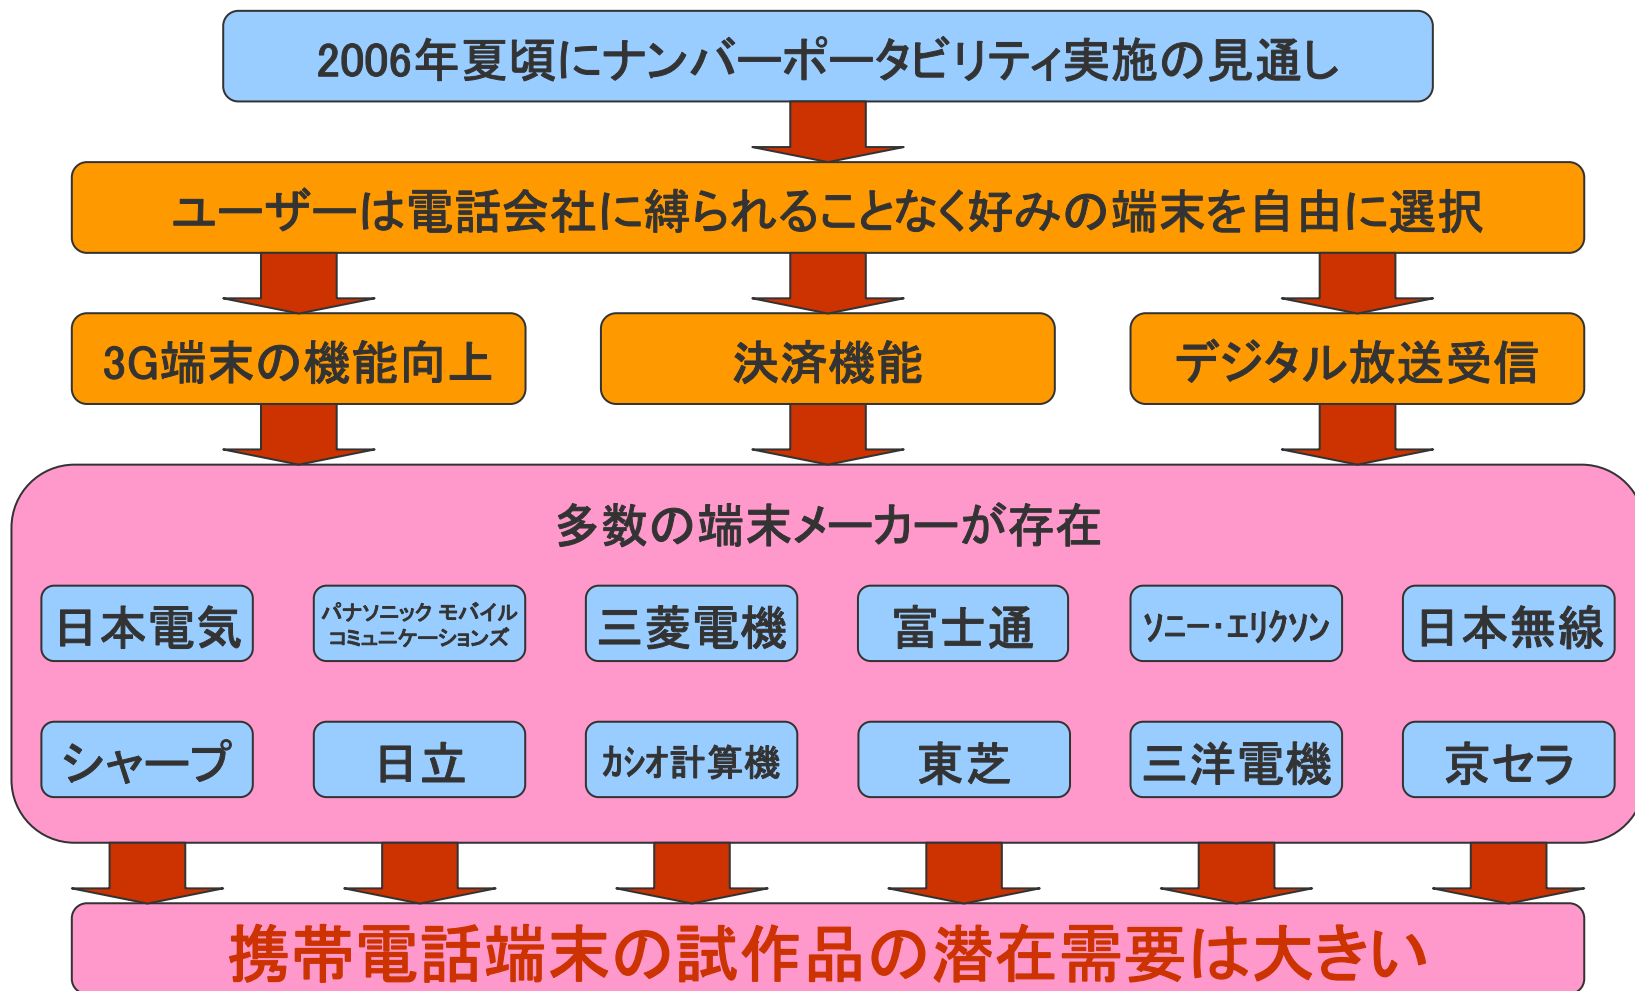 2006年夏頃にナンバーポータビリティ実施の見通し
ユーザーは電話会社に縛られることなく好みの端末を自由に選択
3G端末の機能向上
決済機能
デジタル放送受信
多数の端末メーカーが存在
日本電気
パナソニック モバイル
コミュニケーションズ
三菱電機
富士通
ソニー・エリクソン
日本無線
シャープ
日立
カシオ計算機
東芝
三洋電機
京セラ
携帯電話端末の試作品の潜在需要は大きい